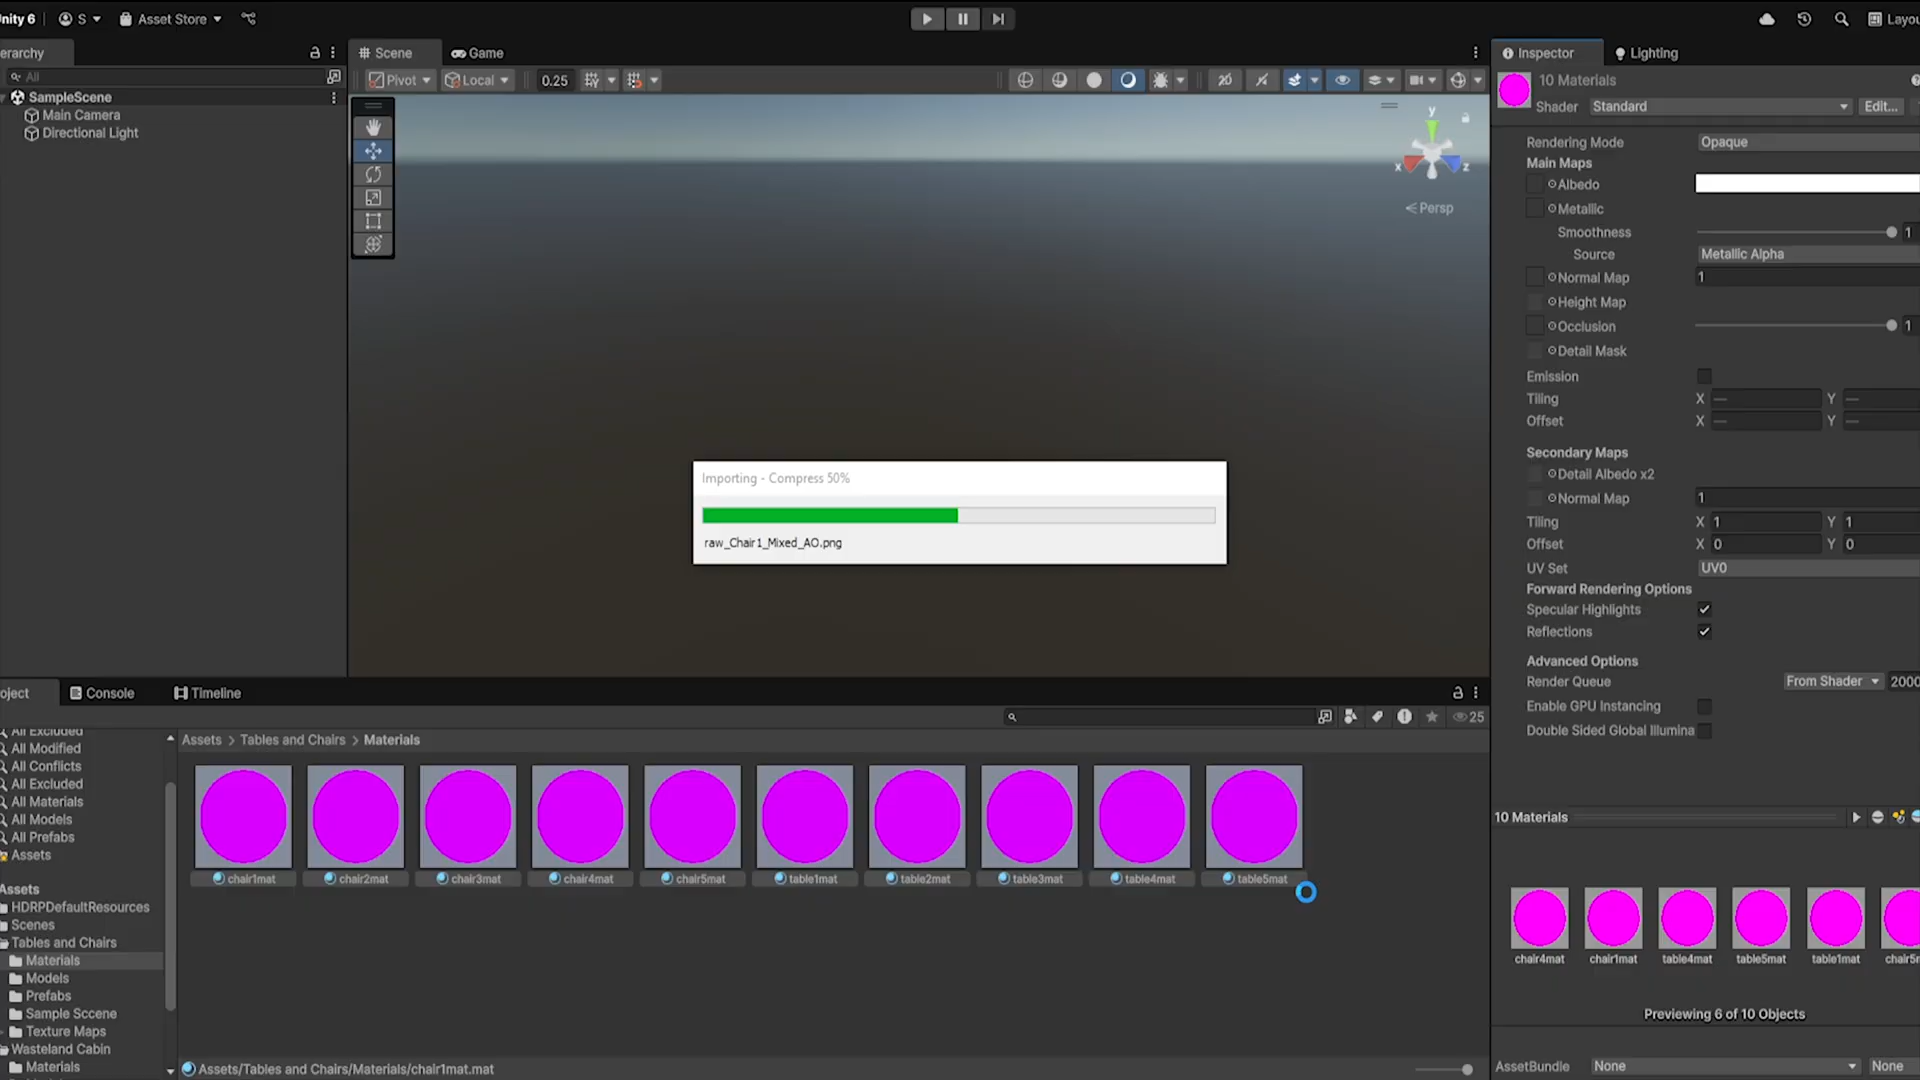 nity 6 S Asset Store Layou
erarchy
All
SampleScene
Main Camera
Directional Light
Scene Game
Pivot Local 0.25
y
x z
Persp
Importing - Compress 50%
raw_Chair1_Mixed_AO.png
Inspector Lighting
10 Materials
Shader Standard Edit...
Rendering Mode Opaque
Main Maps
Albedo
Metallic
Smoothness 1
Source Metallic Alpha
Normal Map 1
Height Map
Occlusion 1
Detail Mask
Emission
Tiling X — Y —
Offset X — Y —
Secondary Maps
Detail Albedo x2
Normal Map 1
Tiling X 1 Y 1
Offset X 0 Y 0
UV Set UV0
Forward Rendering Options
Specular Highlights
Reflections
Advanced Options
Render Queue From Shader 2000
Enable GPU Instancing
Double Sided Global Illumina
10 Materials
chair4mat chair1mat table4mat table5mat table1mat chair5m
Previewing 6 of 10 Objects
AssetBundle None None
oject Console Timeline
25
All Excluded
All Modified
All Conflicts
All Excluded
All Materials
All Models
All Prefabs
Assets
Assets
HDRPDefaultResources
Scenes
Tables and Chairs
Materials
Models
Prefabs
Sample Sccene
Texture Maps
Wasteland Cabin
Materials
Assets > Tables and Chairs > Materials
chair1mat chair2mat chair3mat chair4mat chair5mat table1mat table2mat table3mat table4mat table5mat
Assets/Tables and Chairs/Materials/chair1mat.mat